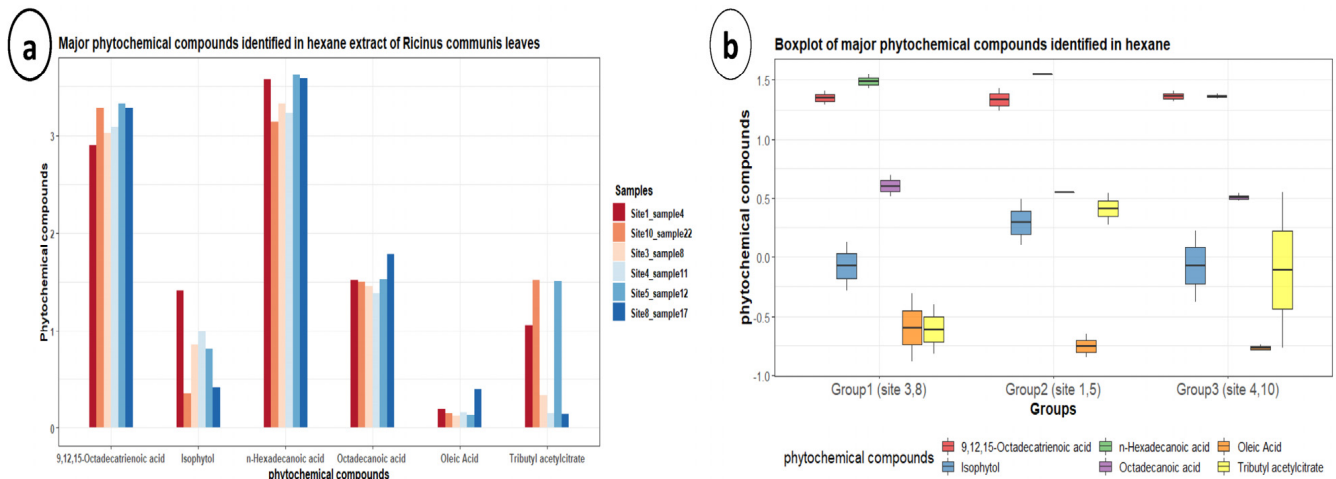 a
Major phytochemical compounds identified in hexane extract of Ricinus communis leaves
Phytochemical compounds
3
2
1
0
9,12,15-Octadecatrienoic acid
Isophytol
n-Hexadecanoic acid
Octadecanoic acid
Oleic Acid
Tributyl acetylcitrate
phytochemical compounds
Samples
Site1_sample4
Site10_sample22
Site3_sample8
Site4_sample11
Site5_sample12
Site8_sample17
b
Boxplot of major phytochemical compounds identified in hexane
phytochemical compounds
1.5
1.0
0.5
0.0
-0.5
-1.0
Group1 (site 3,8)
Group2 (site 1,5)
Group3 (site 4,10)
Groups
phytochemical compounds
9,12,15-Octadecatrienoic acid
n-Hexadecanoic acid
Oleic Acid
Isophytol
Octadecanoic acid
Tributyl acetylcitrate